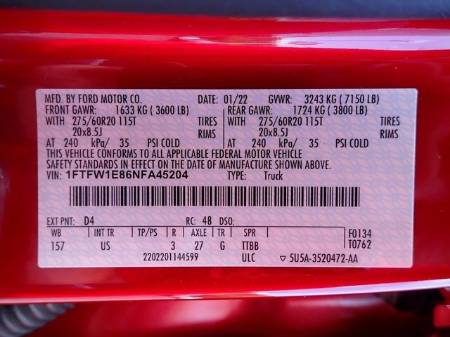 MFD. BY FORD MOTOR CO. 01/22 GVWR: 3243 KG (7150 LB)
FRONT GAWR: 1633 KG (3600 LB) REAR GAWR: 1724 KG (3800 LB)
WITH 275/60R20 115T TIRES WITH 275/60R20 115T TIRES
20x8.5J RIMS 20x8.5J RIMS
AT 240 kPa/ 35 PSI COLD AT 240 kPa/ 35 PSI COLD
THIS VEHICLE CONFORMS TO ALL APPLICABLE FEDERAL MOTOR VEHICLE
SAFETY STANDARDS IN EFFECT ON THE DATE OF MANUFACTURE SHOWN ABOVE.
VIN: 1FTFW1E86NFA45204 TYPE: Truck
EXT PNT: D4 RC: 48 DSO: F0134
WB INT TR TP/PS R AXLE TR SPR T0762
157 US 3 27 G TTBB
2202201144599 ULC 5U5A-3520472-AA